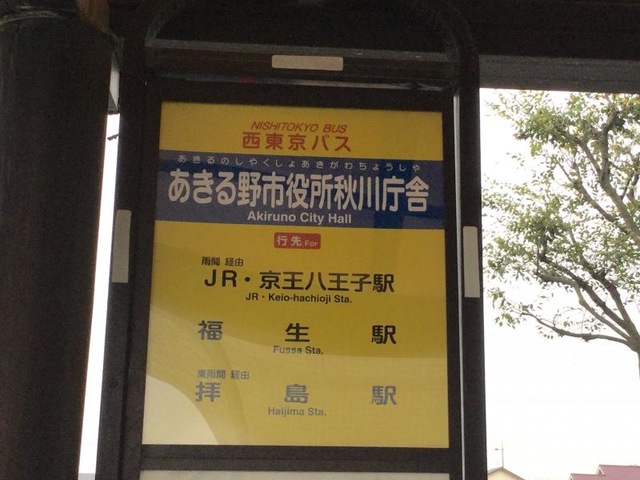 NISHITOKYO BUS
西東京バス
あきるのしやくしょあきがわちょうしゃ
あきる野市役所秋川庁舎
Akiruno City Hall
行先 For
雨間 経由
JR・京王八王子駅
JR・Keio-hachioji Sta.
福生駅
Fussa Sta.
東雨間 経由
拝島駅
Haijima Sta.